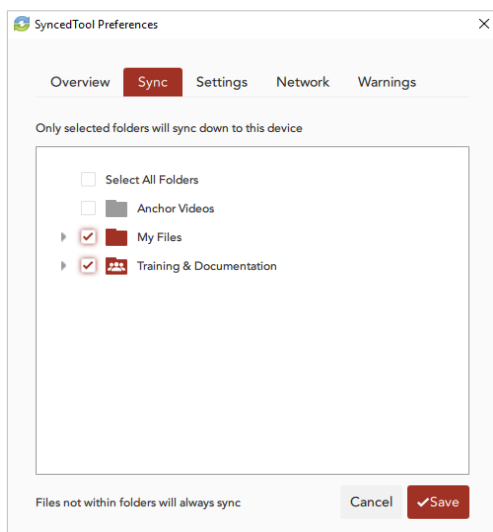 SyncedTool Preferences
Overview Sync Settings Network Warnings
Only selected folders will sync down to this device
Select All Folders
Anchor Videos
My Files
Training & Documentation
Files not within folders will always sync
Cancel Save